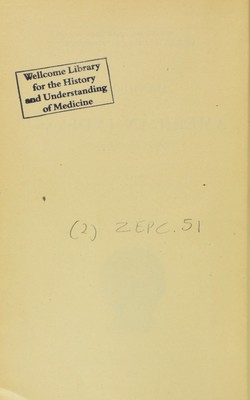 Wellcome Library
for the History
and Understanding
of Medicine
(2) ZEPC.51